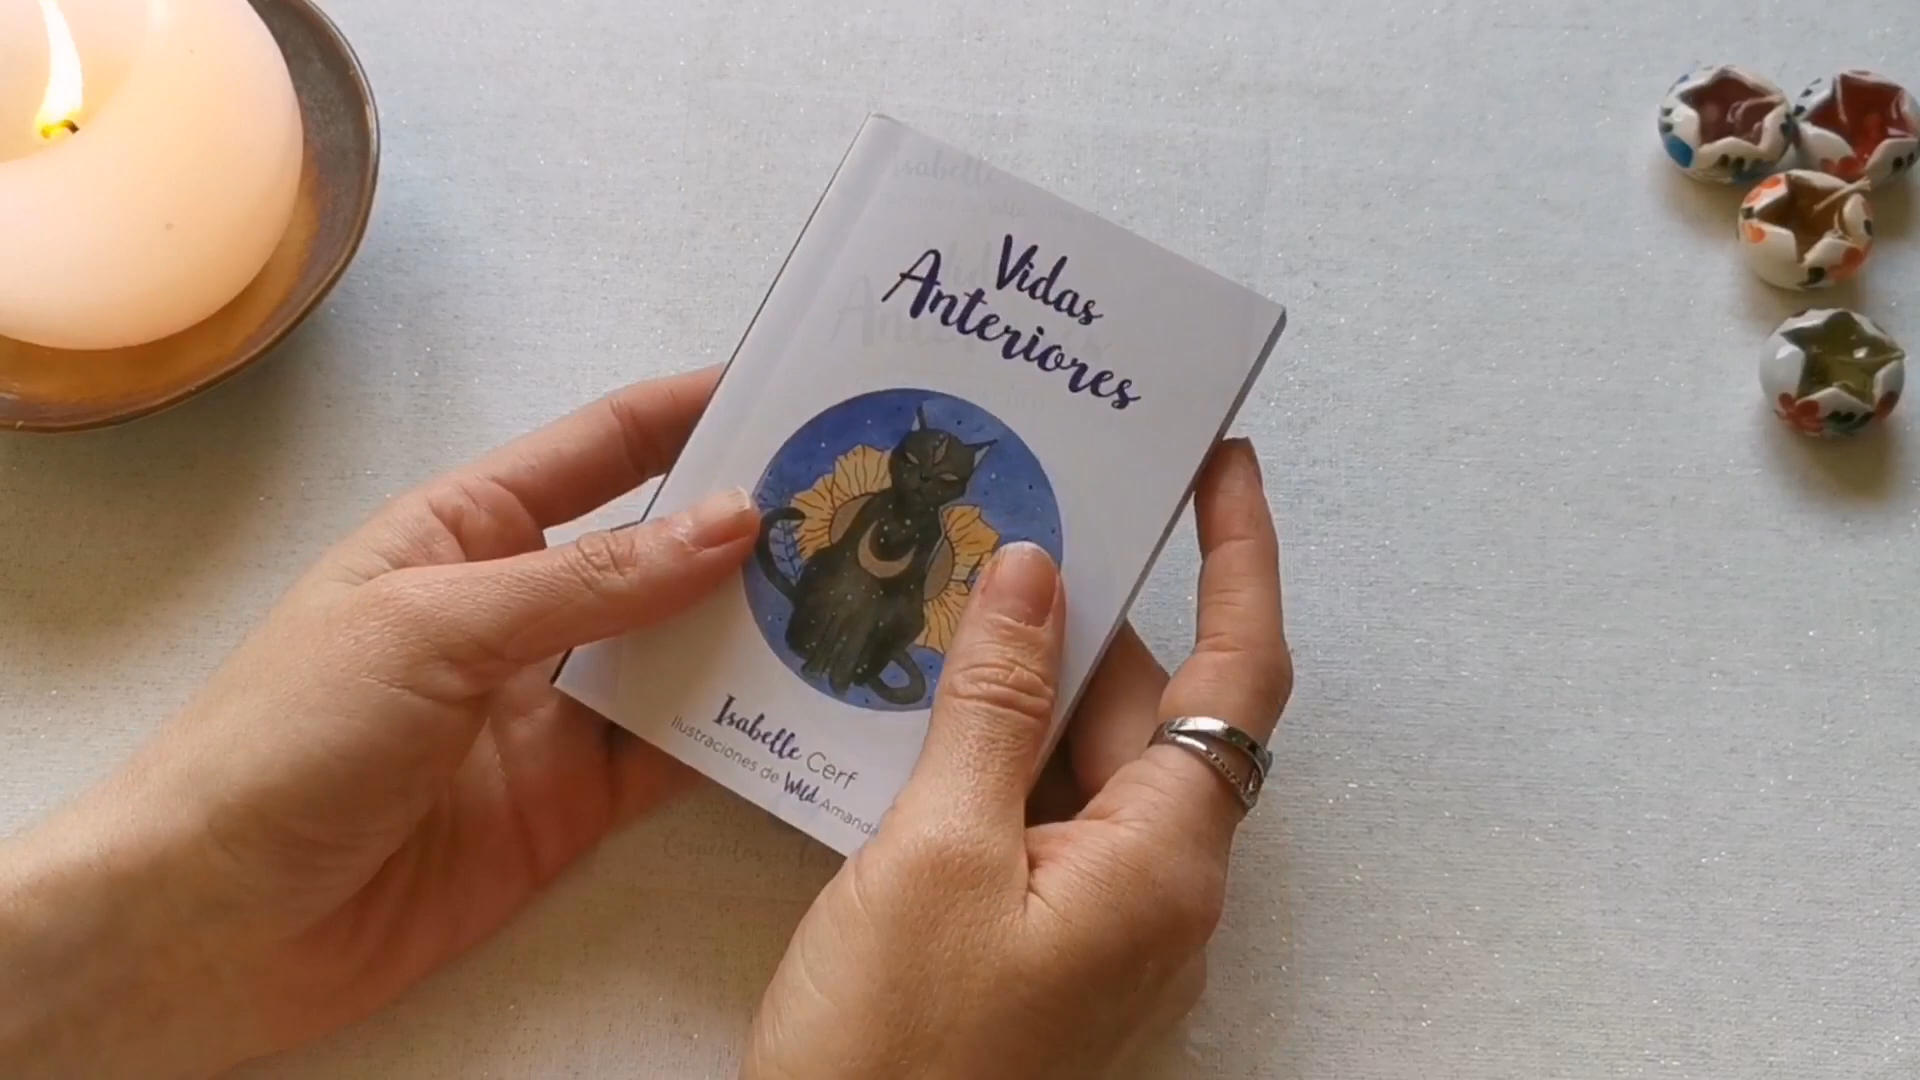 Vidas
Anteriores
Isabelle Cerf
Ilustraciones de Wild Amanda